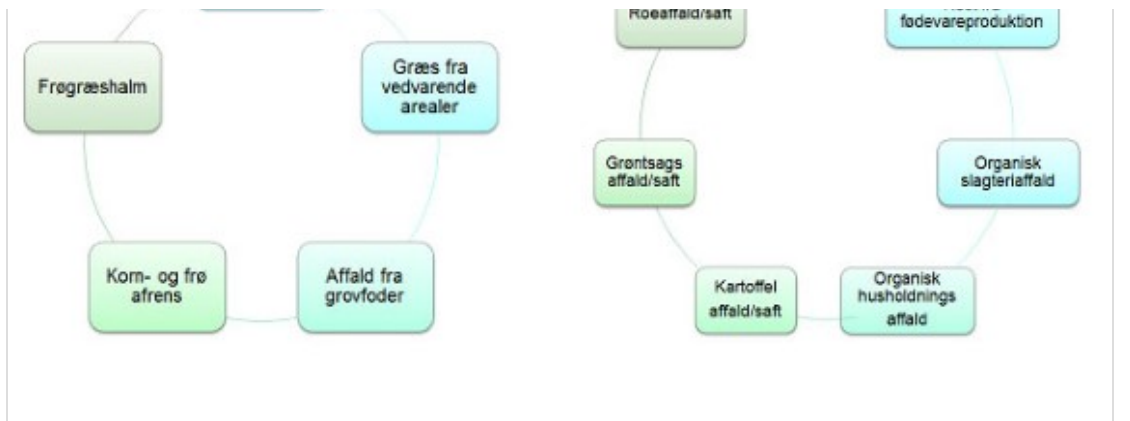 Frøgræshalm
Græs fra
vedvarende
arealer
Korn- og frø
afrens
Affald fra
grovfoder
Roeaffald/saft
fødevareproduktion
Grøntsags
affald/saft
Organisk
slagteriaffald
Kartoffel
affald/saft
Organisk
husholdnings
affald